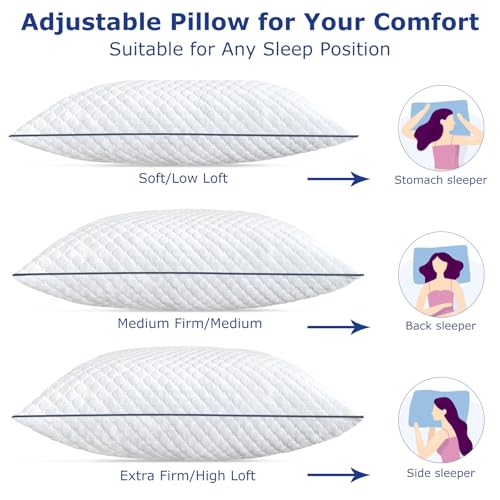 Adjustable Pillow for Your Comfort
Suitable for Any Sleep Position
Soft/Low Loft
Stomach sleeper
Medium Firm/Medium
Back sleeper
Extra Firm/High Loft
Side sleeper